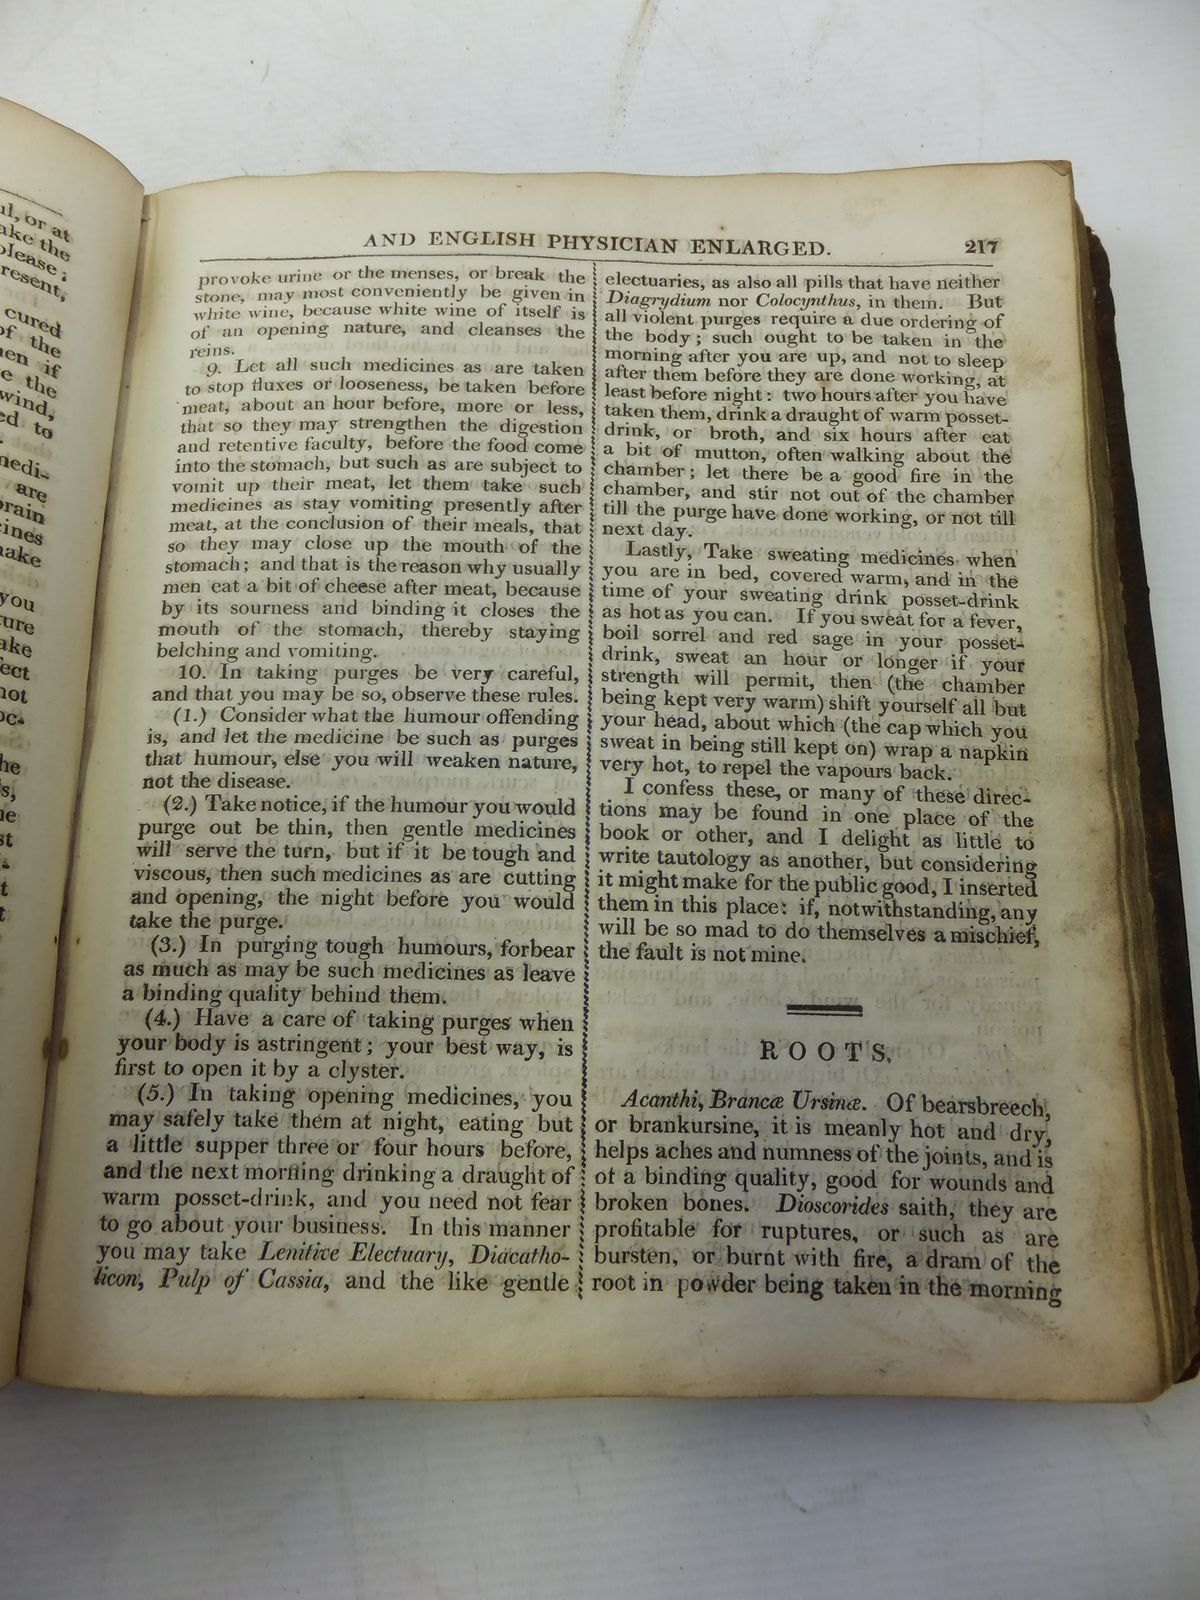 ul, or at
ake the
please;
resent,
cured
of the
en if
e the
wind,
ed to
medi-
are
brain
ines
make
you
ture
ake
fect
not
oc-
he
s,
ne
st
t
t
AND ENGLISH PHYSICIAN ENLARGED. 217
provoke urine or the menses, or break the
stone, may most conveniently be given in
white wine, because white wine of itself is
of an opening nature, and cleanses the
reins.
9. Let all such medicines as are taken
to stop fluxes or looseness, be taken before
meat, about an hour before, more or less,
that so they may strengthen the digestion
and retentive faculty, before the food come
into the stomach, but such as are subject to
vomit up their meat, let them take such
medicines as stay vomiting presently after
meat, at the conclusion of their meals, that
so they may close up the mouth of the
stomach; and that is the reason why usually
men eat a bit of cheese after meat, because
by its sourness and binding it closes the
mouth of the stomach, thereby staying
belching and vomiting.
10. In taking purges be very careful,
and that you may be so, observe these rules.
(1.) Consider what the humour offending
is, and let the medicine be such as purges
that humour, else you will weaken nature,
not the disease.
(2.) Take notice, if the humour you would
purge out be thin, then gentle medicines
will serve the turn, but if it be tough and
viscous, then such medicines as are cutting
and opening, the night before you would
take the purge.
(3.) In purging tough humours, forbear
as much as may be such medicines as leave
a binding quality behind them.
(4.) Have a care of taking purges when
your body is astringent; your best way, is
first to open it by a clyster.
(5.) In taking opening medicines, you
may safely take them at night, eating but
a little supper three or four hours before,
and the next morning drinking a draught of
warm posset-drink, and you need not fear
to go about your business. In this manner
you may take Lenitive Electuary, Diacatho-
licon, Pulp of Cassia, and the like gentle
electuaries, as also all pills that have neither
Diagrydium nor Colocynthus, in them. But
all violent purges require a due ordering of
the body; such ought to be taken in the
morning after you are up, and not to sleep
after them before they are done working, at
least before night: two hours after you have
taken them, drink a draught of warm posset-
drink, or broth, and six hours after eat
a bit of mutton, often walking about the
chamber; let there be a good fire in the
chamber, and stir not out of the chamber
till the purge have done working, or not till
next day.
Lastly, Take sweating medicines when
you are in bed, covered warm, and in the
time of your sweating drink posset-drink
as hot as you can. If you sweat for a fever,
boil sorrel and red sage in your posset-
drink, sweat an hour or longer if your
strength will permit, then (the chamber
being kept very warm) shift yourself all but
your head, about which (the cap which you
sweat in being still kept on) wrap a napkin
very hot, to repel the vapours back.
I confess these, or many of these direc-
tions may be found in one place of the
book or other, and I delight as little to
write tautology as another, but considering
it might make for the public good, I inserted
them in this place: if, notwithstanding, any
will be so mad to do themselves a mischief,
the fault is not mine.
ROOTS.
Acanthi, Brancæ Ursinæ. Of bearsbreech,
or brankursine, it is meanly hot and dry,
helps aches and numness of the joints, and is
of a binding quality, good for wounds and
broken bones. Dioscorides saith, they are
profitable for ruptures, or such as are
bursten, or burnt with fire, a dram of the
root in powder being taken in the morning